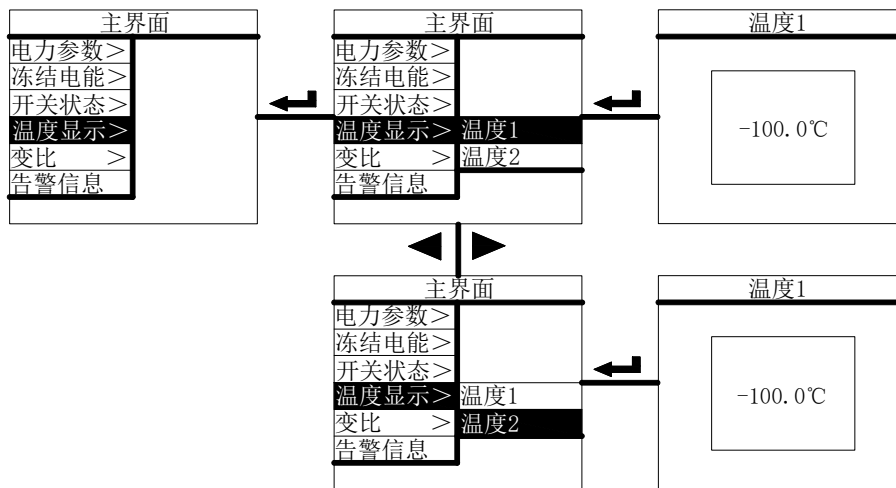 主界面
电力参数>
冻结电能>
开关状态>
温度显示>
变比 >
告警信息
主界面
电力参数>
冻结电能>
开关状态>
温度显示> 温度1
变比 > 温度2
告警信息
温度1
-100.0℃
主界面
电力参数>
冻结电能>
开关状态>
温度显示> 温度1
变比 > 温度2
告警信息
温度1
-100.0℃